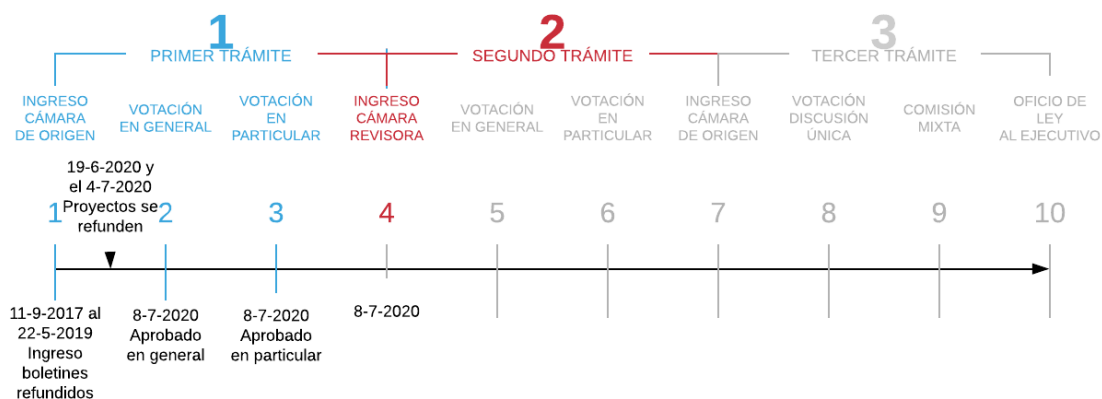 1
2
3
PRIMER TRÁMITE
SEGUNDO TRÁMITE
TERCER TRÁMITE
INGRESO
CÁMARA
DE ORIGEN
VOTACIÓN
EN GENERAL
VOTACIÓN
EN
PARTICULAR
INGRESO
CÁMARA
REVISORA
VOTACIÓN
EN GENERAL
VOTACIÓN
EN
PARTICULAR
INGRESO
CÁMARA
DE ORIGEN
VOTACIÓN
DISCUSIÓN
ÚNICA
COMISIÓN
MIXTA
OFICIO DE
LEY
AL EJECUTIVO
19-6-2020 y
el 4-7-2020
Proyectos se
refunden
1
2
3
4
5
6
7
8
9
10
11-9-2017 al
22-5-2019
Ingreso
boletines
refundidos
8-7-2020
Aprobado
en general
8-7-2020
Aprobado
en particular
8-7-2020